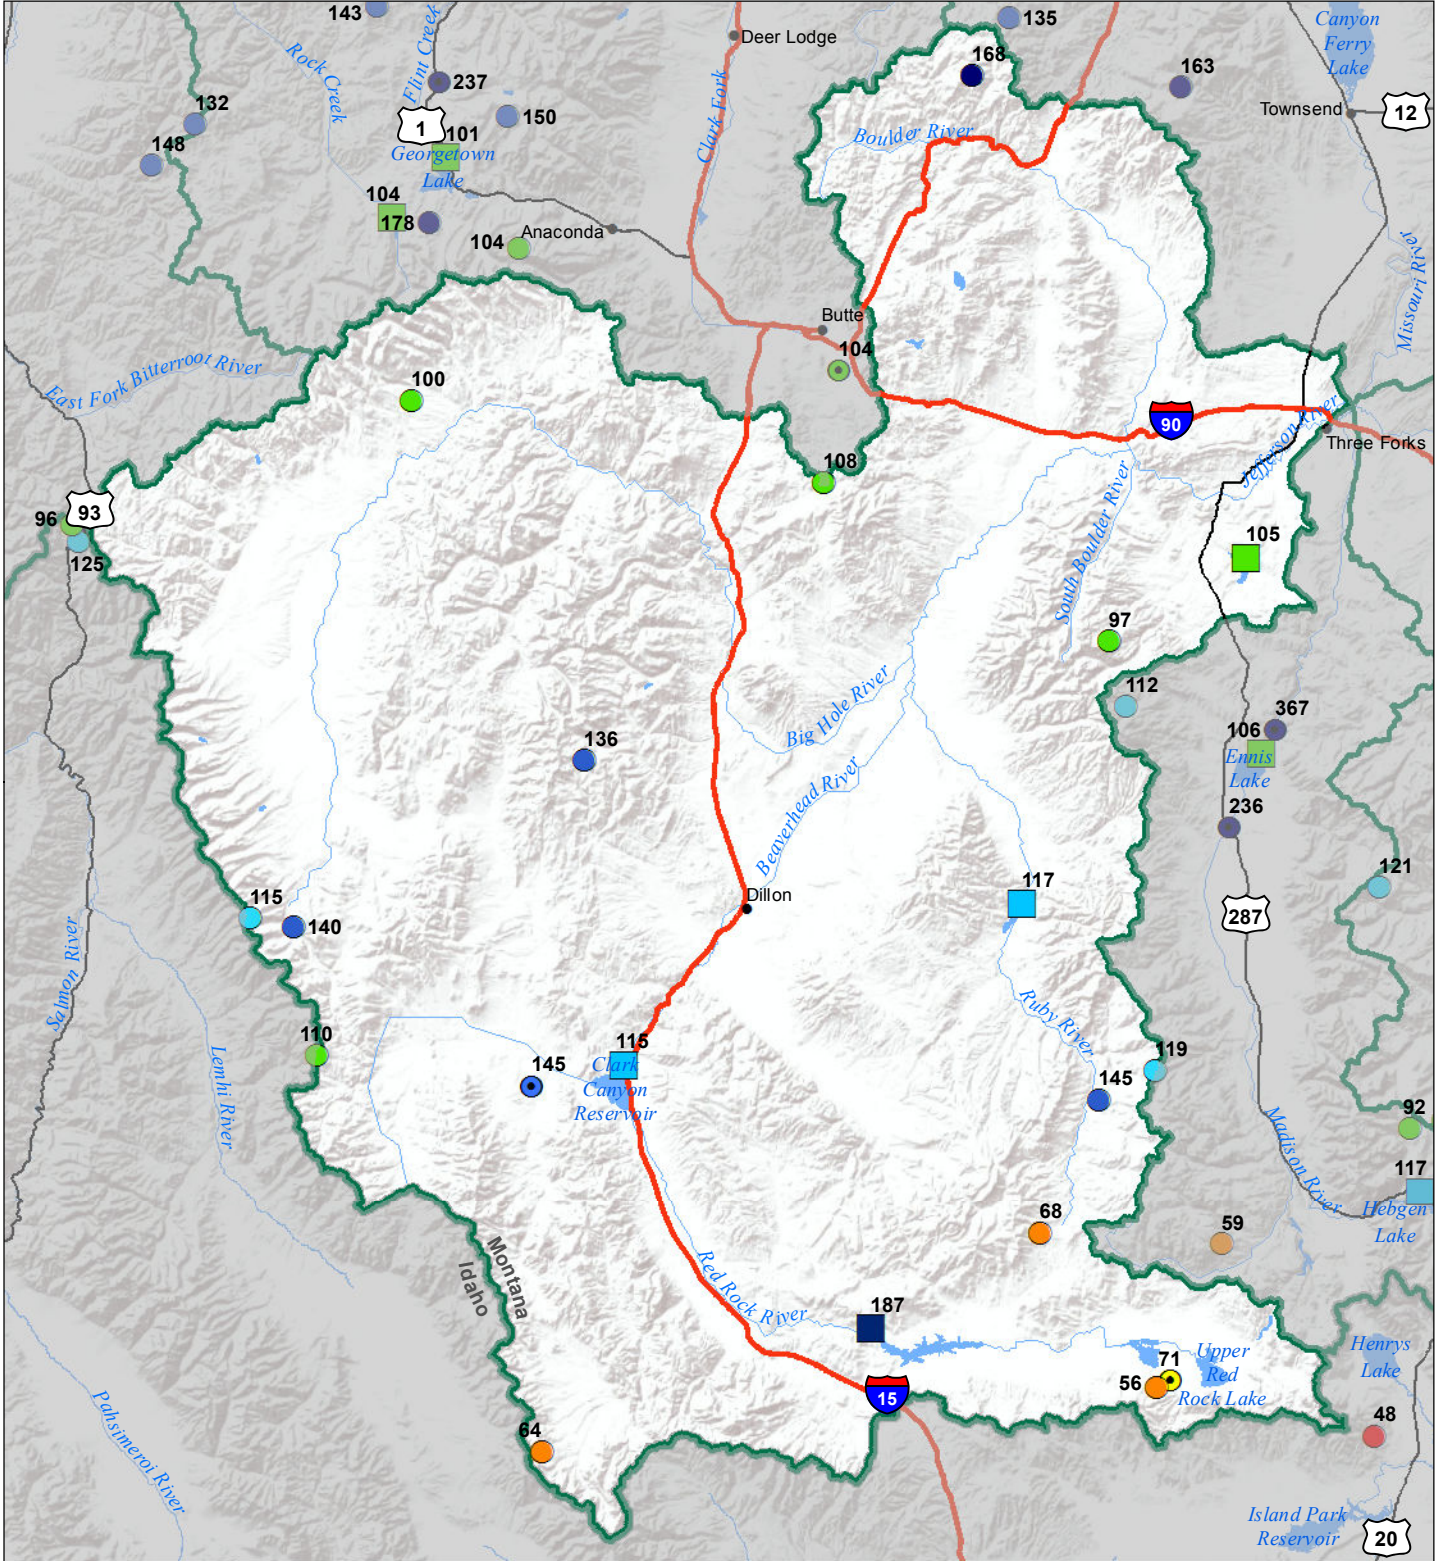 143
Flint Creek
Deer Lodge
135
Canyon
Ferry
Lake
Rock Creek
237
168
163
132
1
150
Clark Fork
Townsend
12
101
Boulder River
148
Georgetown
Lake
104
178
104
Anaconda
Missouri River
Butte
104
East Fork Bitterroot River
100
90
Jefferson River
Three Forks
108
93
96
125
South Boulder River
105
97
112
Big Hole River
367
106
Ennis
Lake
136
Beaverhead River
236
121
Dillon
117
115
140
287
Salmon River
Ruby River
110
115
Clark
Canyon
Reservoir
145
119
145
Lemhi River
92
Madison River
117
Hebgen
Lake
68
59
Montana
Idaho
Red Rock River
187
Henrys
Lake
Upper
Red
Rock Lake
71
56
15
Pahsimeroi River
64
48
Island Park
Reservoir
20